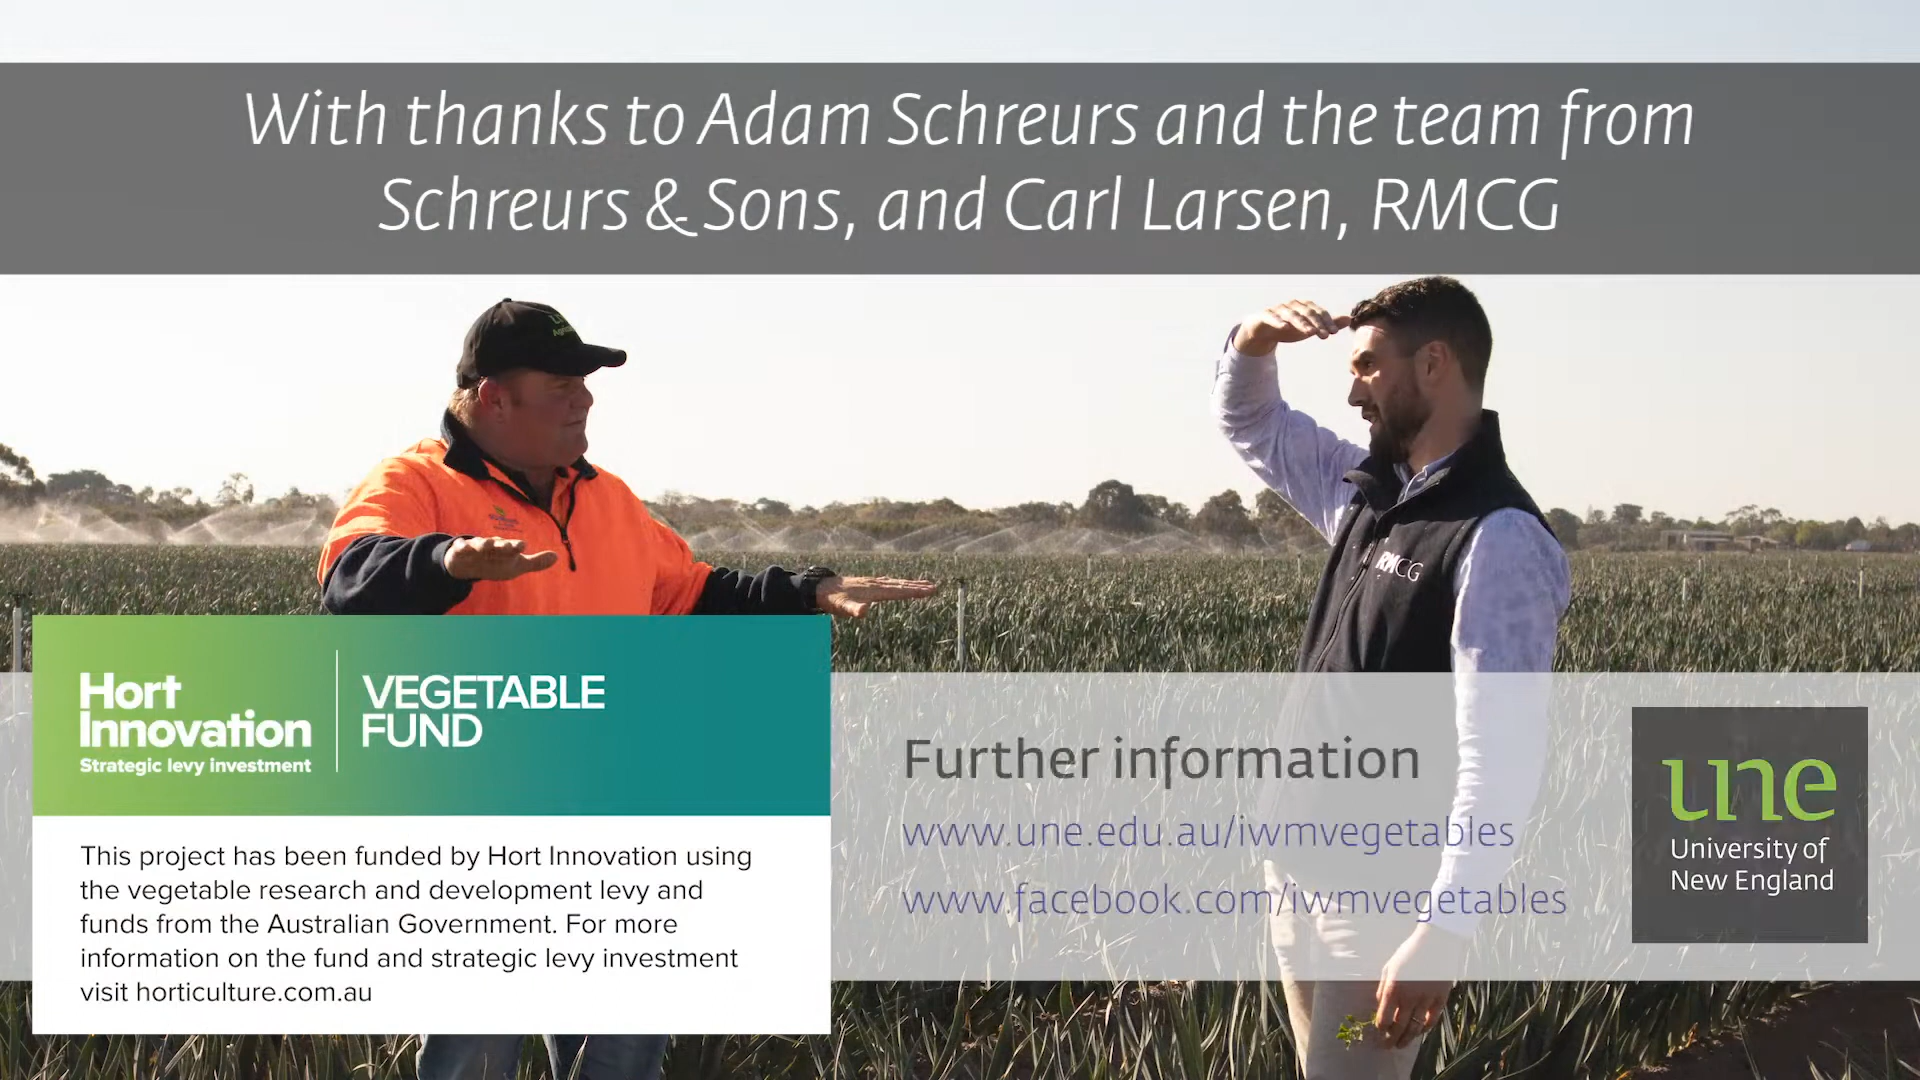 With thanks to Adam Schreurs and the team from
Schreurs & Sons, and Carl Larsen, RMCG
une
RMCG
Hort
Innovation
Strategic levy investment
VEGETABLE
FUND
This project has been funded by Hort Innovation using
the vegetable research and development levy and
funds from the Australian Government. For more
information on the fund and strategic levy investment
visit horticulture.com.au
Further information
www.une.edu.au/iwmvegetables
www.facebook.com/iwmvegetables
une
University of
New England